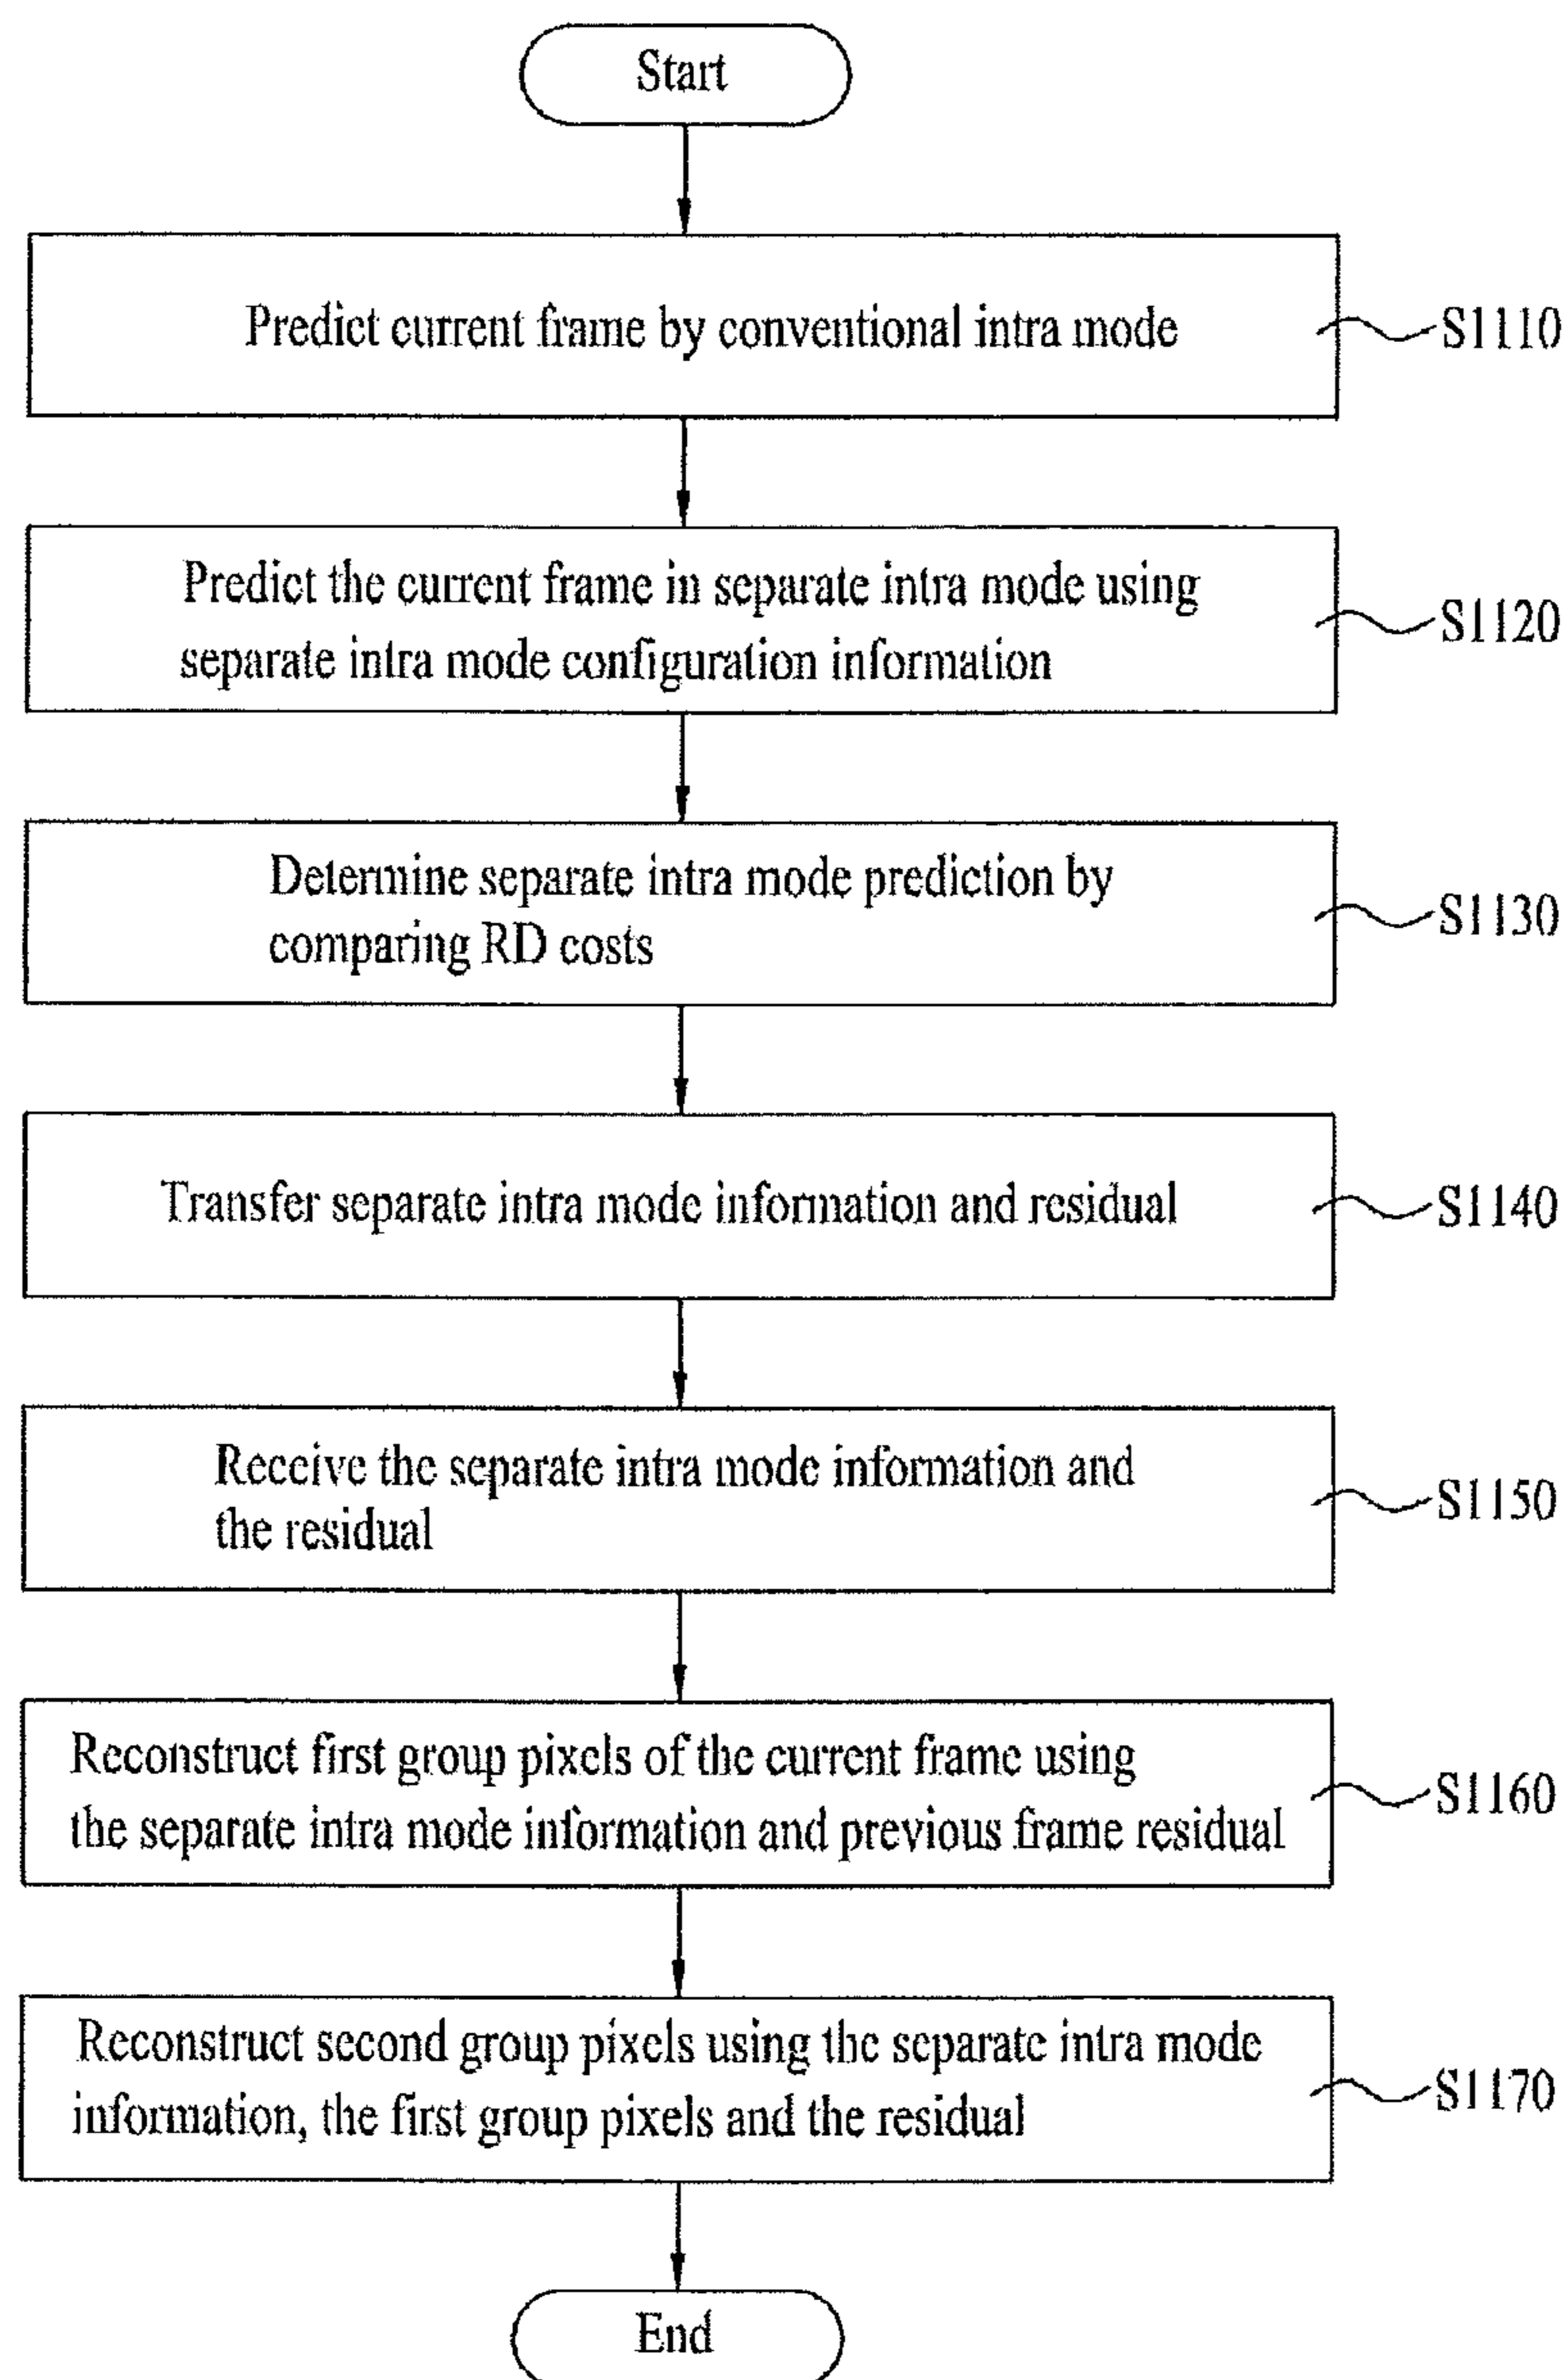 Start
Predict current frame by conventional intra mode
S1110
Predict the current frame in separate intra mode using
separate intra mode configuration information
S1120
Determine separate intra mode prediction by
comparing RD costs
S1130
Transfer separate intra mode information and residual
S1140
Receive the separate intra mode information and
the residual
S1150
Reconstruct first group pixels of the current frame using
the separate intra mode information and previous frame residual
S1160
Reconstruct second group pixels using the separate intra mode
information, the first group pixels and the residual
S1170
End